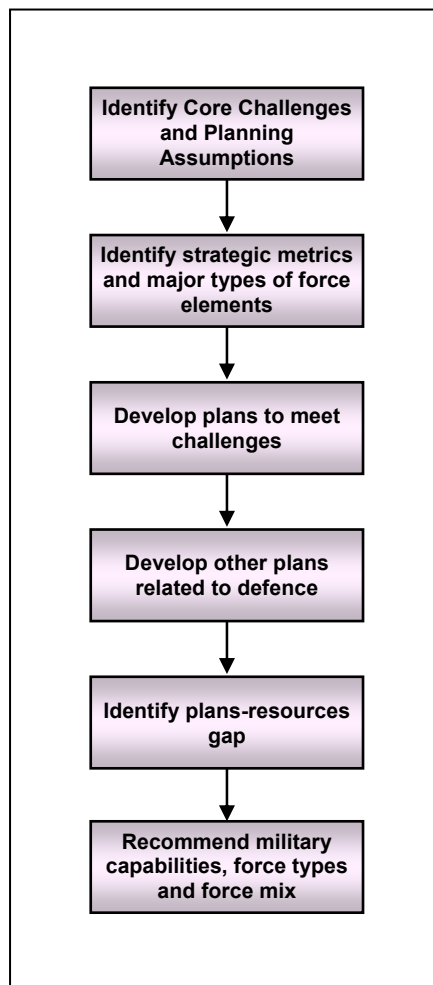 Identify Core Challenges
and Planning
Assumptions
Identify strategic metrics
and major types of force
elements
Develop plans to meet
challenges
Develop other plans
related to defence
Identify plans-resources
gap
Recommend military
capabilities, force types
and force mix